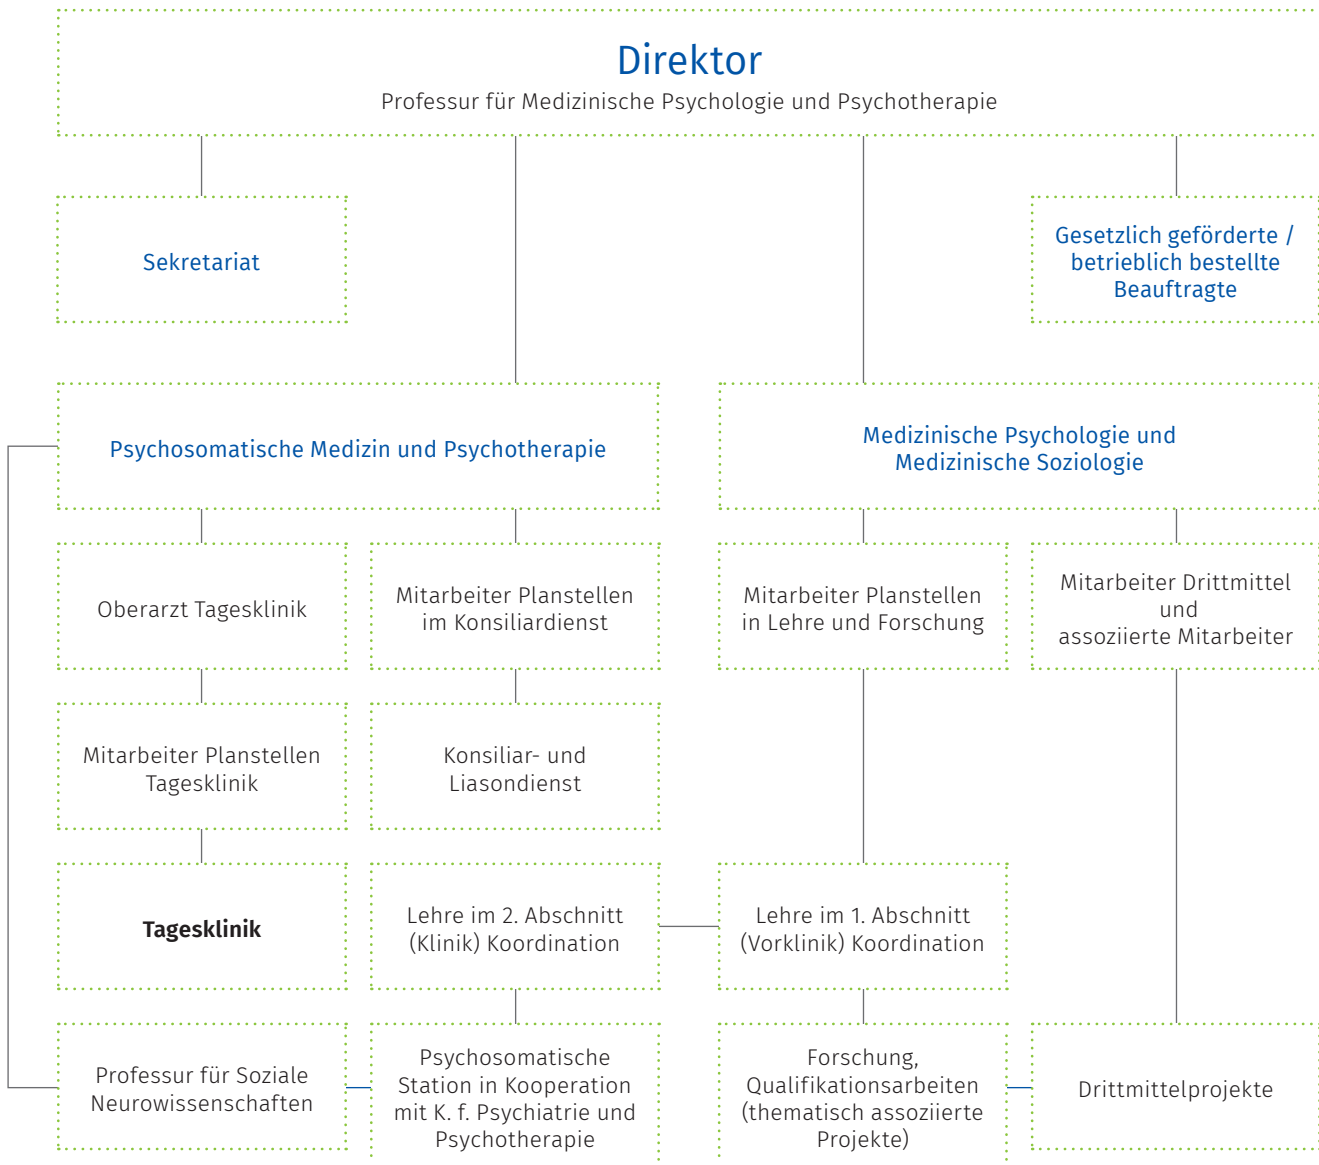 Direktor
Professur für Medizinische Psychologie und Psychotherapie
Sekretariat
Gesetzlich geförderte /
betrieblich bestellte
Beauftragte
Psychosomatische Medizin und Psychotherapie
Medizinische Psychologie und
Medizinische Soziologie
Oberarzt Tagesklinik
Mitarbeiter Planstellen
im Konsiliardienst
Mitarbeiter Planstellen
in Lehre und Forschung
Mitarbeiter Drittmittel
und
assoziierte Mitarbeiter
Mitarbeiter Planstellen
Tagesklinik
Konsiliar- und
Liasondienst
Tagesklinik
Lehre im 2. Abschnitt
(Klinik) Koordination
Lehre im 1. Abschnitt
(Vorklinik) Koordination
Professur für Soziale
Neurowissenschaften
Psychosomatische
Station in Kooperation
mit K. f. Psychiatrie und
Psychotherapie
Forschung,
Qualifikationsarbeiten
(thematisch assoziierte
Projekte)
Drittmittelprojekte